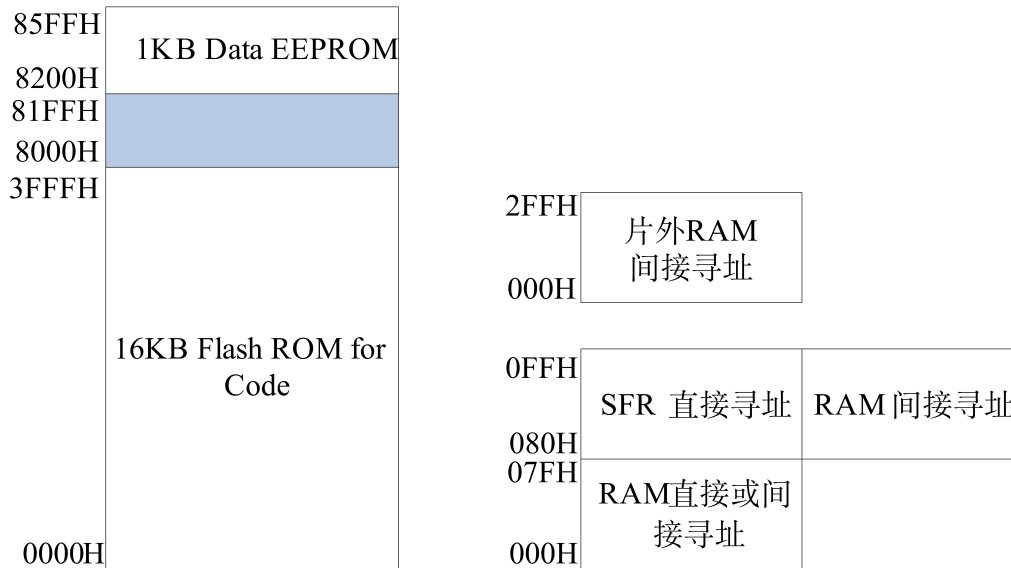 85FFH
1KB Data EEPROM
8200H
81FFH
8000H
3FFFH
16KB Flash ROM for
Code
0000H
2FFH
片外RAM
间接寻址
000H
0FFH
SFR 直接寻址
RAM 间接寻址
080H
07FH
RAM直接或间
接寻址
000H